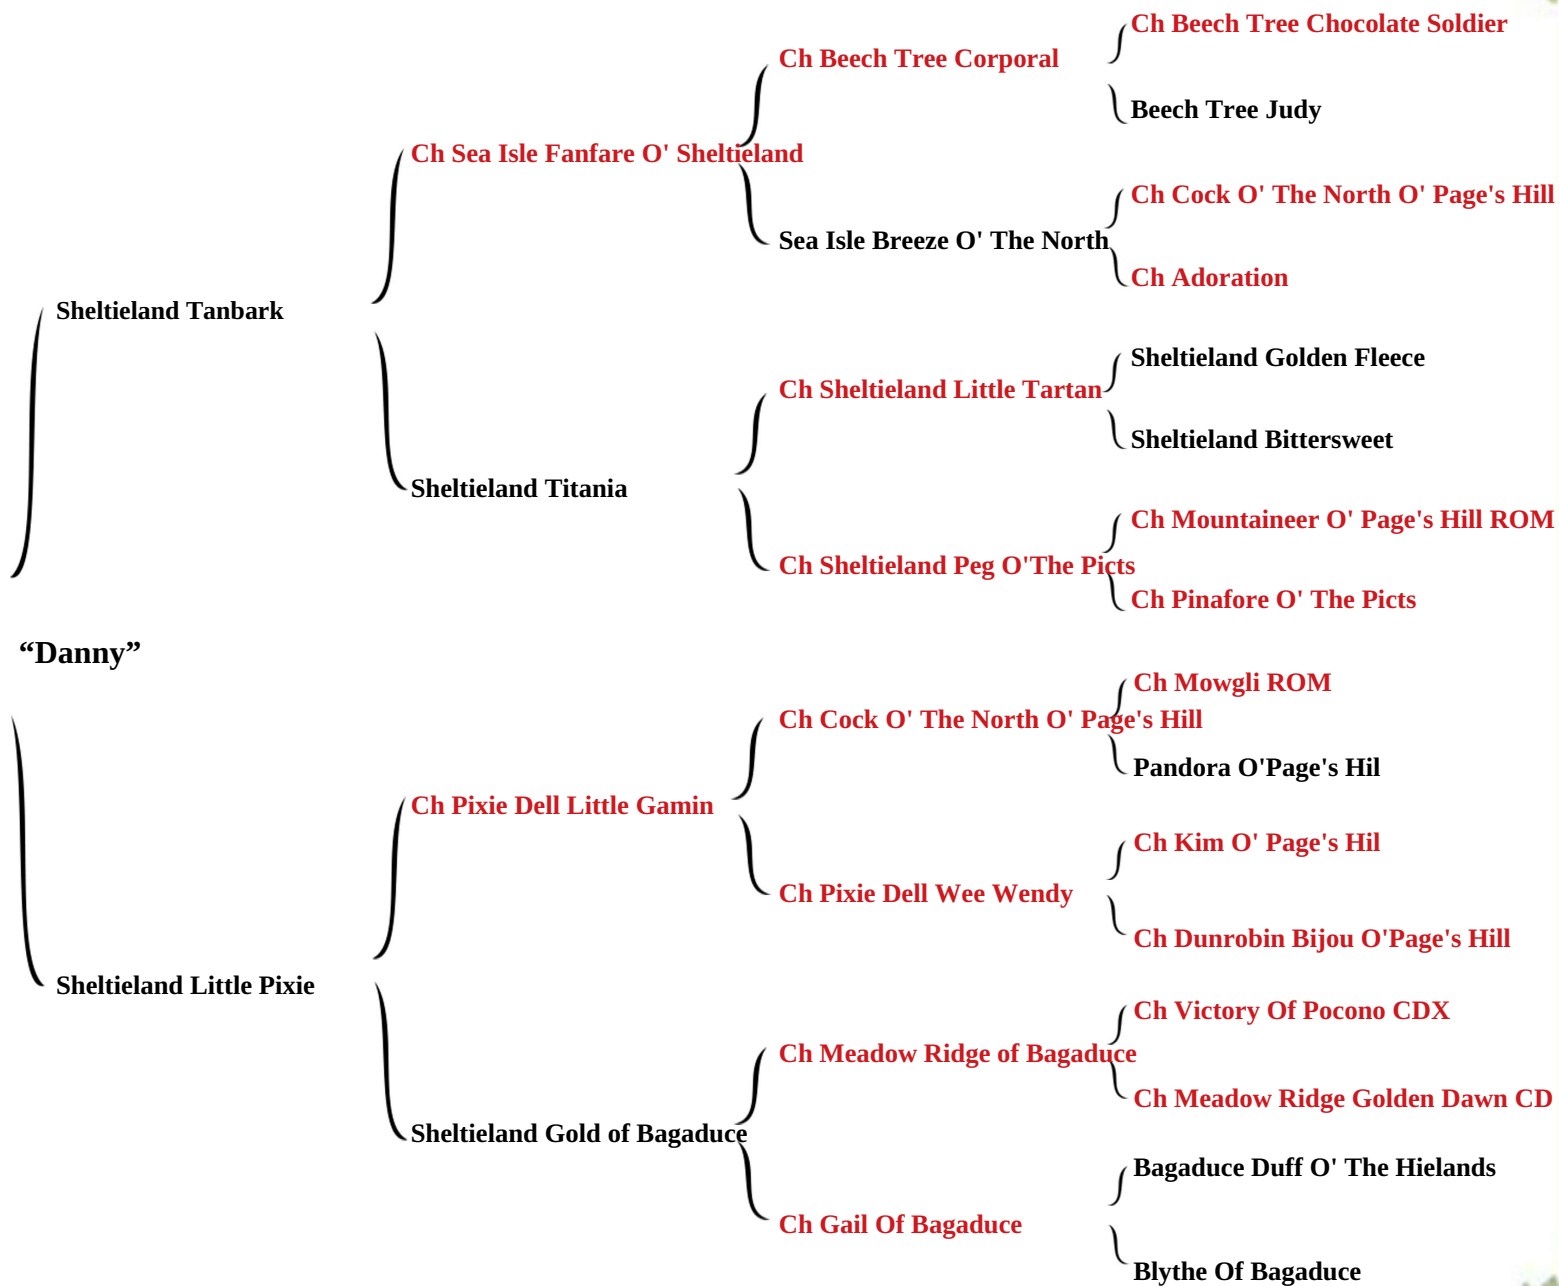 Ch Beech Tree Chocolate Soldier
Ch Beech Tree Corporal
Beech Tree Judy
Ch Sea Isle Fanfare O' Sheltieland
Ch Cock O' The North O' Page's Hill
Sea Isle Breeze O' The North
Ch Adoration
Sheltieland Tanbark
Sheltieland Golden Fleece
Ch Sheltieland Little Tartan
Sheltieland Bittersweet
Sheltieland Titania
Ch Mountaineer O' Page's Hill ROM
Ch Sheltieland Peg O'The Picts
Ch Pinafore O' The Picts
“Danny”
Ch Mowgli ROM
Ch Cock O' The North O' Page's Hill
Pandora O'Page's Hil
Ch Pixie Dell Little Gamin
Ch Kim O' Page's Hil
Ch Pixie Dell Wee Wendy
Ch Dunrobin Bijou O'Page's Hill
Sheltieland Little Pixie
Ch Victory Of Pocono CDX
Ch Meadow Ridge of Bagaduce
Ch Meadow Ridge Golden Dawn CD
Sheltieland Gold of Bagaduce
Bagaduce Duff O' The Hielands
Ch Gail Of Bagaduce
Blythe Of Bagaduce